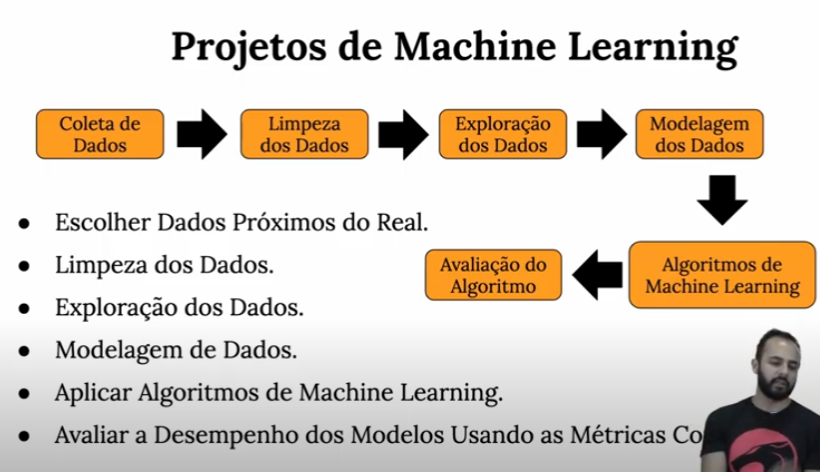 Projetos de Machine Learning
Coleta de
Dados
Limpeza
dos Dados
Exploração
dos Dados
Modelagem
dos Dados
Algoritmos de
Machine Learning
Avaliação do
Algoritmo
Escolher Dados Próximos do Real.
Limpeza dos Dados.
Exploração dos Dados.
Modelagem de Dados.
Aplicar Algoritmos de Machine Learning.
Avaliar a Desempenho dos Modelos Usando as Métricas